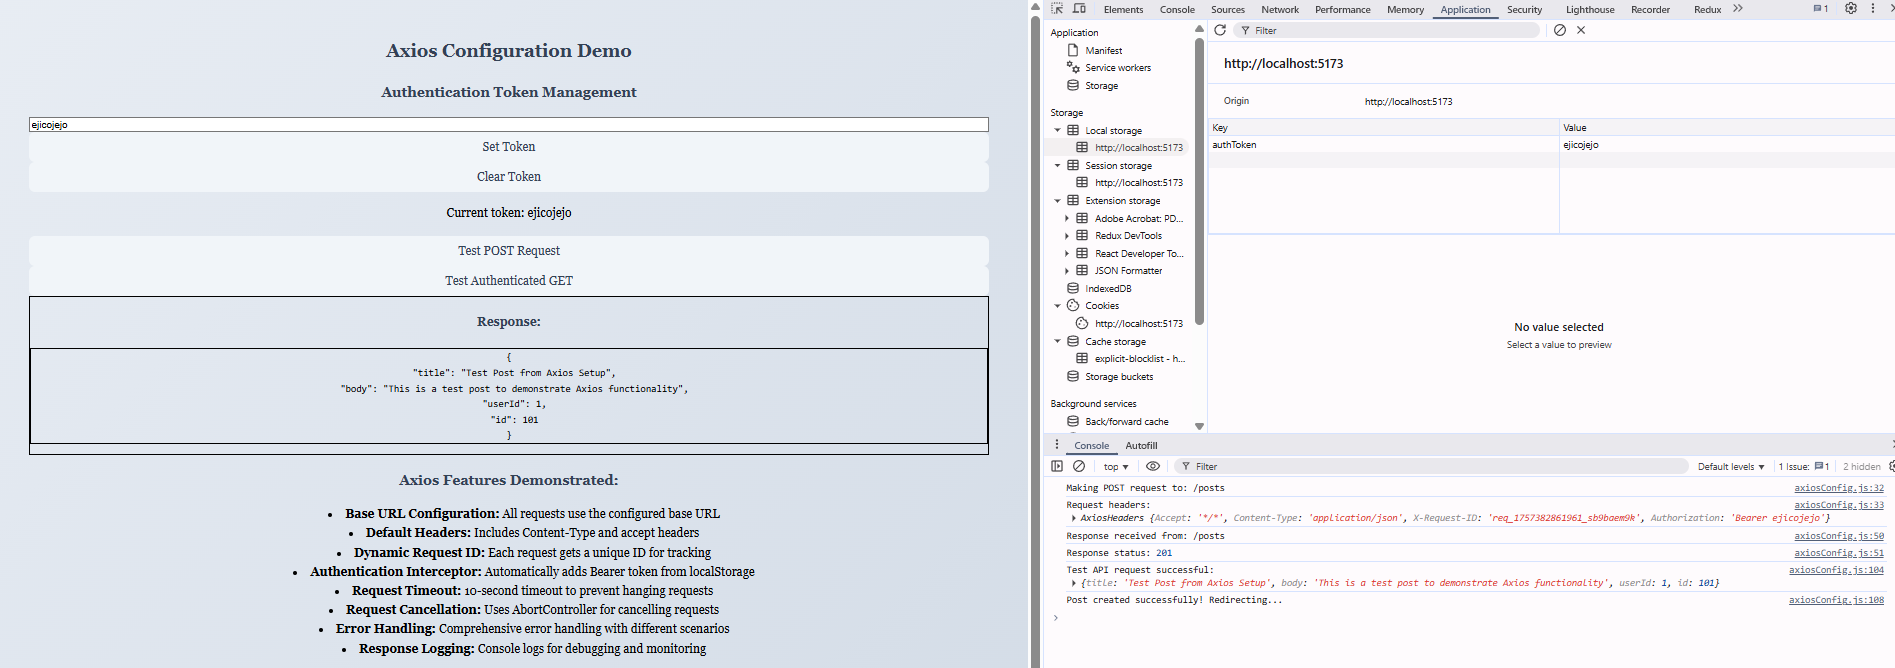 Axios Configuration Demo
Authentication Token Management
ejicojejo
Set Token
Clear Token
Current token: ejicojejo
Test POST Request
Test Authenticated GET
Response:
{
"title": "Test Post from Axios Setup",
"body": "This is a test post to demonstrate Axios functionality",
"userId": 1,
"id": 101
}
Axios Features Demonstrated:
• Base URL Configuration: All requests use the configured base URL
• Default Headers: Includes Content-Type and accept headers
• Dynamic Request ID: Each request gets a unique ID for tracking
• Authentication Interceptor: Automatically adds Bearer token from localStorage
• Request Timeout: 10-second timeout to prevent hanging requests
• Request Cancellation: Uses AbortController for cancelling requests
• Error Handling: Comprehensive error handling with different scenarios
• Response Logging: Console logs for debugging and monitoring
Elements Console Sources Network Performance Memory Application Security Lighthouse Recorder Redux 1
Application
Manifest
Service workers
Storage
Storage
Local storage
http://localhost:5173
Session storage
http://localhost:5173
Extension storage
Adobe Acrobat: PD...
Redux DevTools
React Developer To...
JSON Formatter
IndexedDB
Cookies
http://localhost:5173
Cache storage
explicit-blocklist - h...
Storage buckets
Background services
Back/forward cache
Filter
http://localhost:5173
Origin http://localhost:5173
Key Value
authToken ejicojejo
No value selected
Select a value to preview
Console Autofill
top Filter Default levels 1 Issue: 1 2 hidden
Making POST request to: /posts axiosConfig.js:32
Request headers: axiosConfig.js:33
AxiosHeaders {Accept: '*/*', Content-Type: 'application/json', X-Request-ID: 'req_1757382861961_sb9baem9k', Authorization: 'Bearer ejicojejo'}
Response received from: /posts axiosConfig.js:50
Response status: 201 axiosConfig.js:51
Test API request successful: axiosConfig.js:104
{title: 'Test Post from Axios Setup', body: 'This is a test post to demonstrate Axios functionality', userId: 1, id: 101}
Post created successfully! Redirecting... axiosConfig.js:108